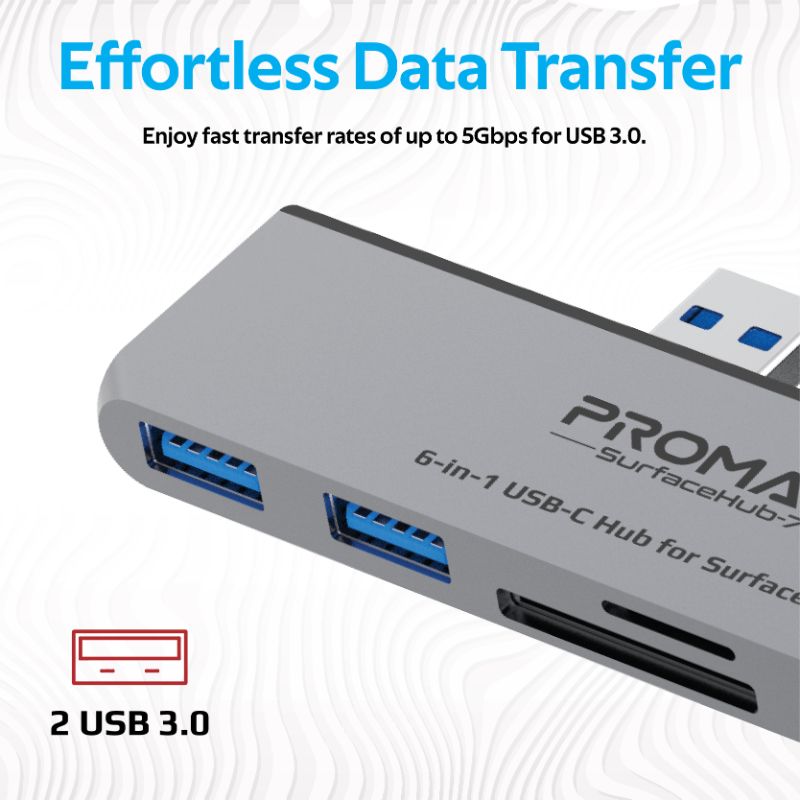 Effortless Data Transfer
Enjoy fast transfer rates of up to 5Gbps for USB 3.0.
PROMA
SurfaceHub-7
6-in-1 USB-C Hub for Surface
2 USB 3.0